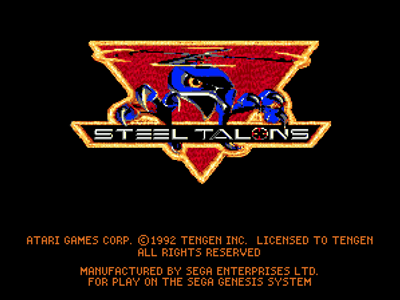 STEEL TALONS
ATARI GAMES CORP. ©1992 TENGEN INC. LICENSED TO TENGEN
ALL RIGHTS RESERVED
MANUFACTURED BY SEGA ENTERPRISES LTD.
FOR PLAY ON THE SEGA GENESIS SYSTEM